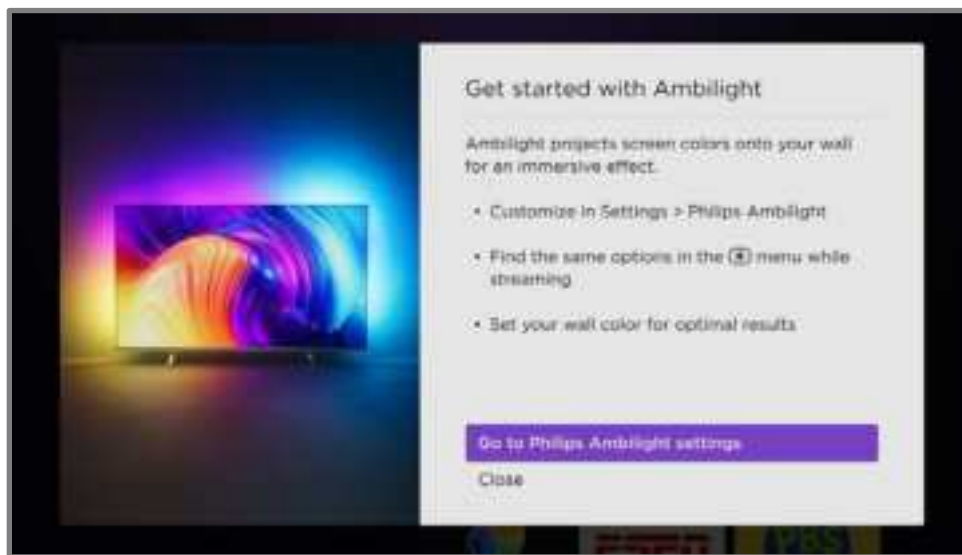 Get started with Ambilight
Ambilight projects screen colors onto your wall
for an immersive effect.
• Customize in Settings > Philips Ambilight
• Find the same options in the menu while
streaming
• Set your wall color for optimal results
Go to Philips Ambilight settings
Close
PBS